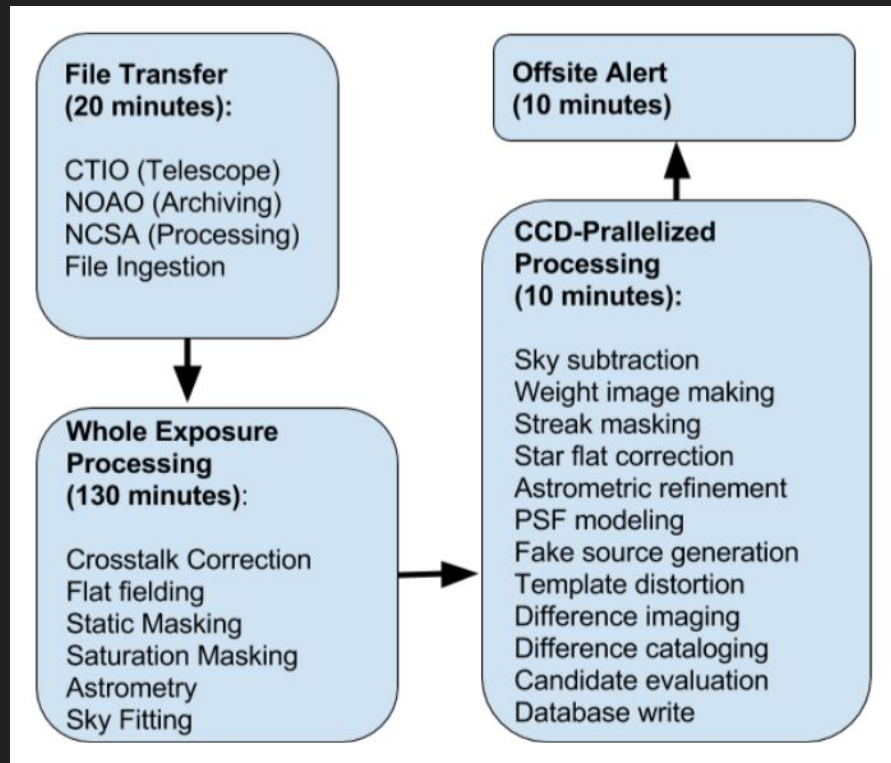 File Transfer
(20 minutes):
CTIO (Telescope)
NOAO (Archiving)
NCSA (Processing)
File Ingestion
Whole Exposure
Processing
(130 minutes):
Crosstalk Correction
Flat fielding
Static Masking
Saturation Masking
Astrometry
Sky Fitting
CCD-Prallelized
Processing
(10 minutes):
Sky subtraction
Weight image making
Streak masking
Star flat correction
Astrometric refinement
PSF modeling
Fake source generation
Template distortion
Difference imaging
Difference cataloging
Candidate evaluation
Database write
Offsite Alert
(10 minutes)